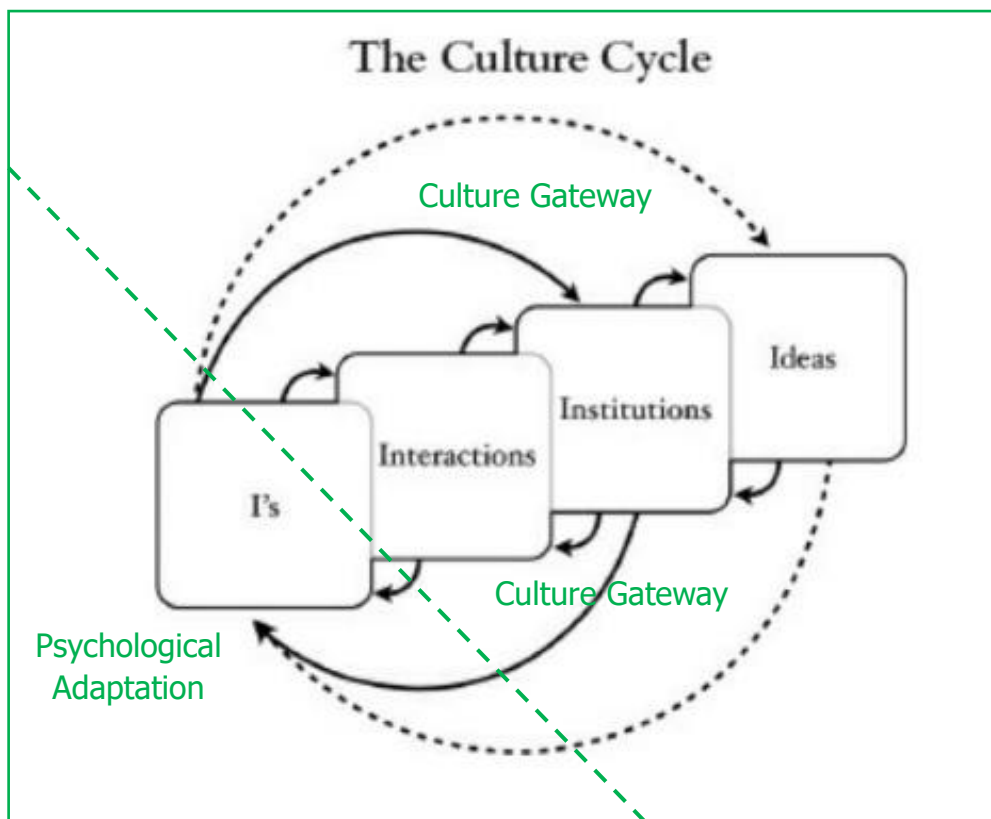 The Culture Cycle
Culture Gateway
Ideas
Institutions
Interactions
I's
Culture Gateway
Psychological
Adaptation